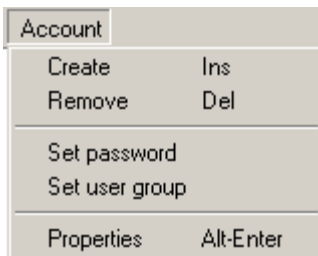 Account
Create Ins
Remove Del
Set password
Set user group
Properties Alt-Enter